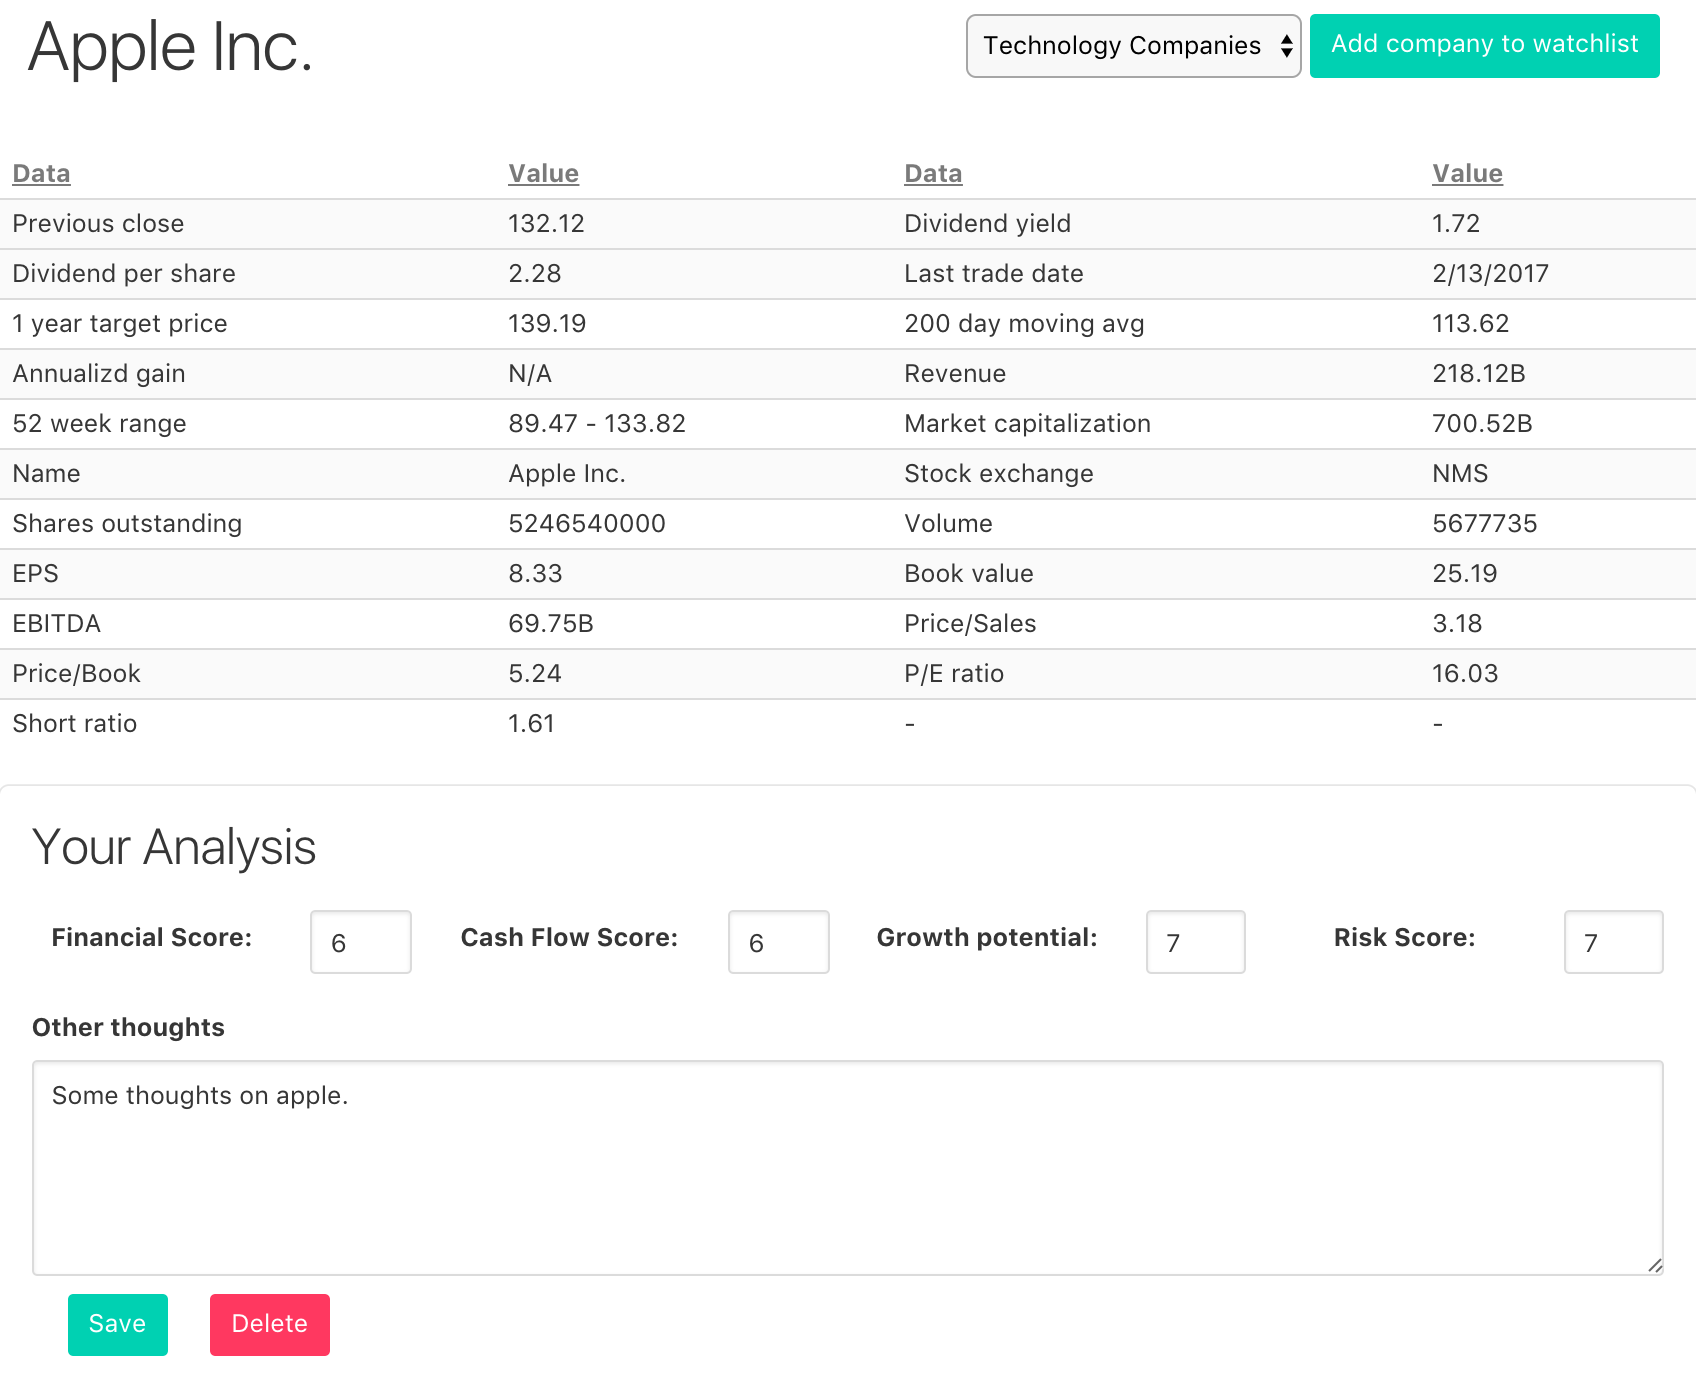 Apple Inc.
Technology Companies
Add company to watchlist
Data Value Data Value
Previous close 132.12 Dividend yield 1.72
Dividend per share 2.28 Last trade date 2/13/2017
1 year target price 139.19 200 day moving avg 113.62
Annualizd gain N/A Revenue 218.12B
52 week range 89.47 - 133.82 Market capitalization 700.52B
Name Apple Inc. Stock exchange NMS
Shares outstanding 5246540000 Volume 5677735
EPS 8.33 Book value 25.19
EBITDA 69.75B Price/Sales 3.18
Price/Book 5.24 P/E ratio 16.03
Short ratio 1.61 - -
Your Analysis
Financial Score: 6 Cash Flow Score: 6 Growth potential: 7 Risk Score: 7
Other thoughts
Some thoughts on apple.
Save Delete